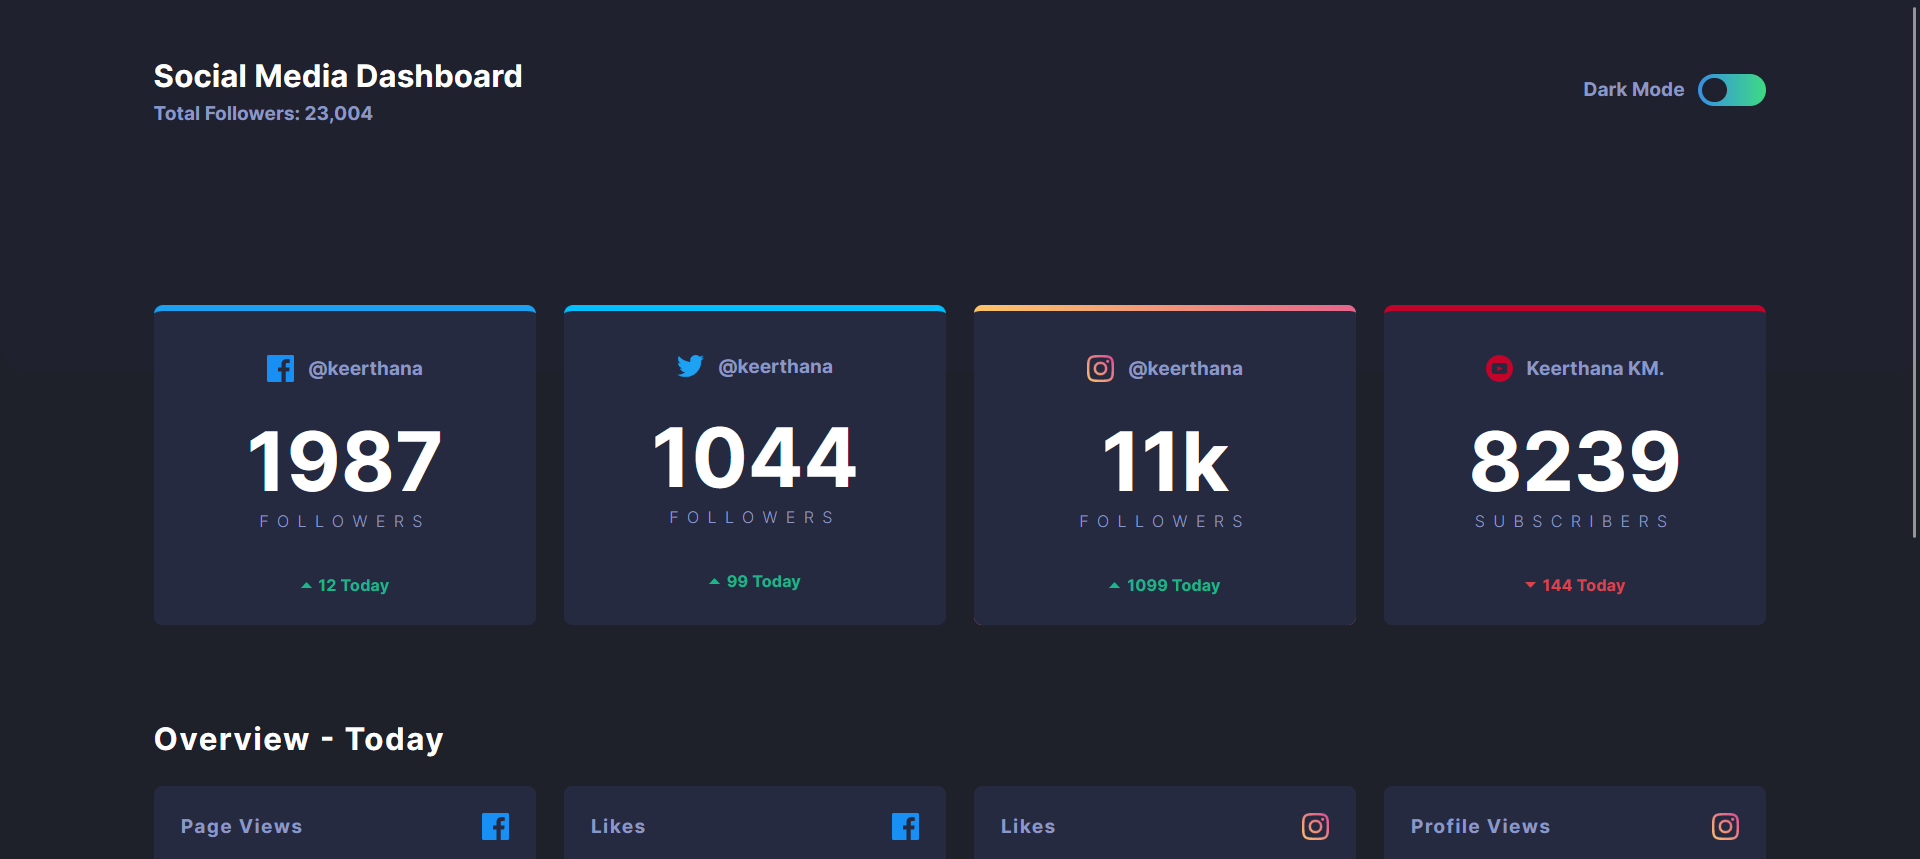 Social Media Dashboard
Total Followers: 23,004
Dark Mode
@keerthana
1987
FOLLOWERS
12 Today
@keerthana
1044
FOLLOWERS
99 Today
@keerthana
11k
FOLLOWERS
1099 Today
Keerthana KM.
8239
SUBSCRIBERS
144 Today
Overview - Today
Page Views
Likes
Likes
Profile Views